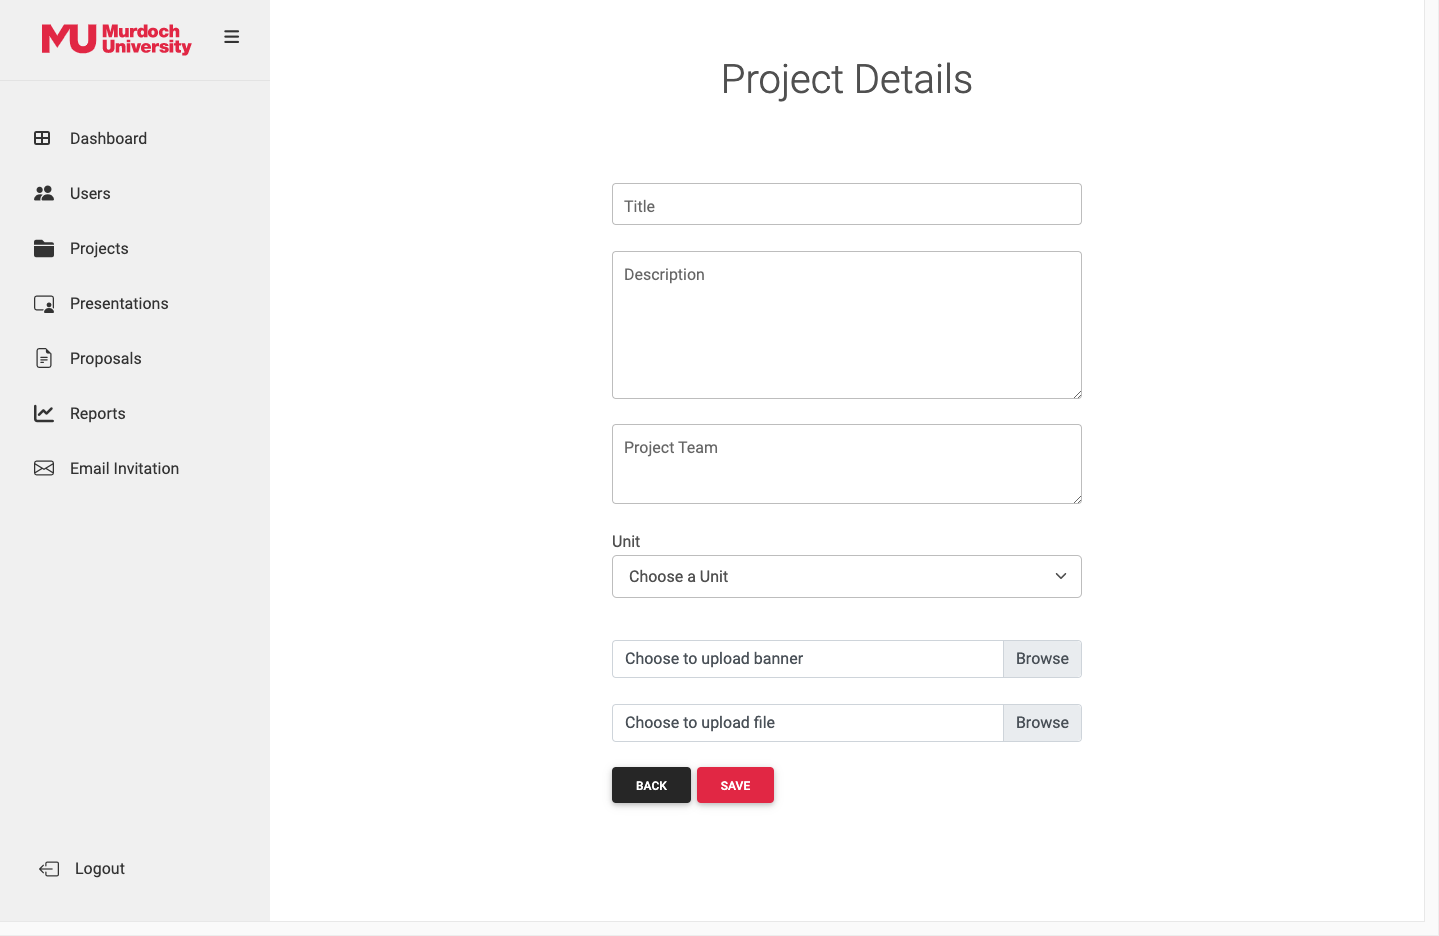 Murdoch
University
Dashboard
Users
Projects
Presentations
Proposals
Reports
Email Invitation
Logout
Project Details
Title
Description
Project Team
Unit
Choose a Unit
Choose to upload banner Browse
Choose to upload file Browse
BACK SAVE